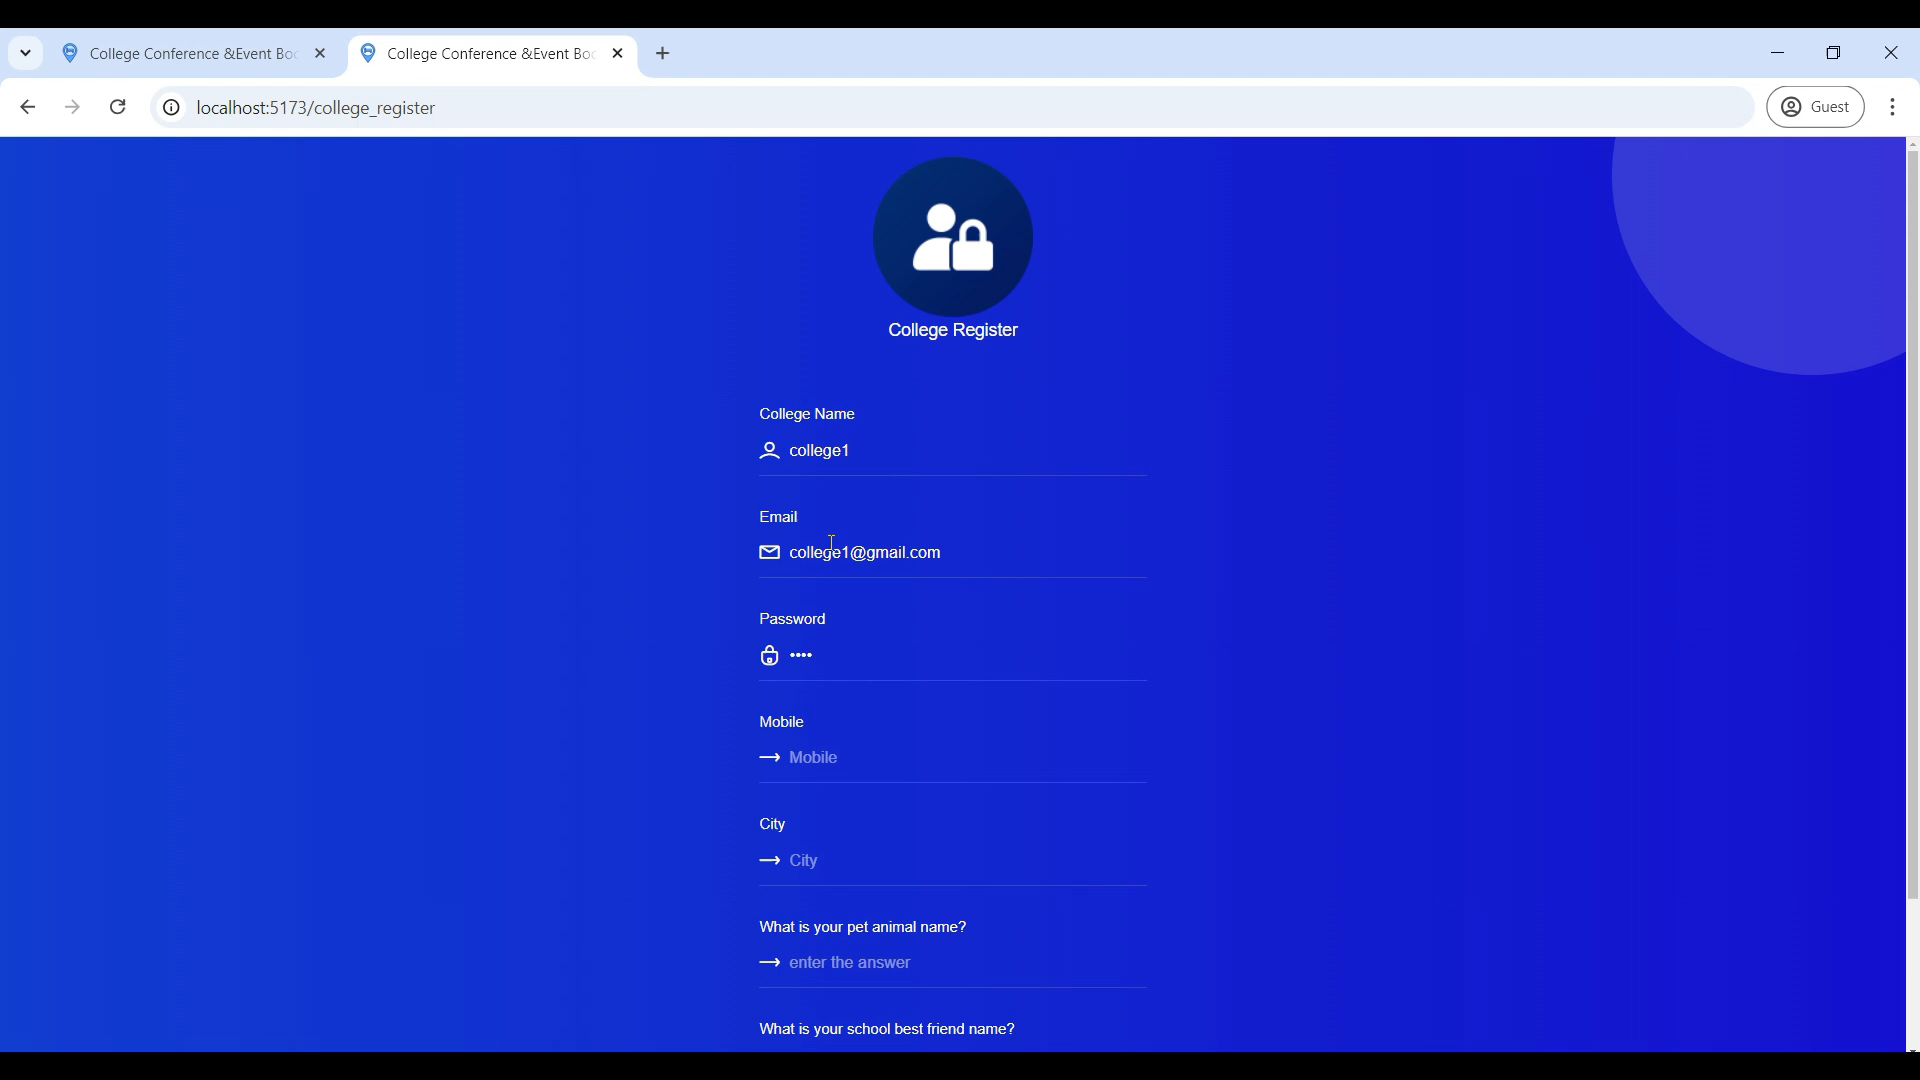 College Conference &Event Boo
College Conference &Event Boo
localhost:5173/college_register
Guest
College Register
College Name
college1
Email
college1@gmail.com
Password
••••
Mobile
Mobile
City
City
What is your pet animal name?
enter the answer
What is your school best friend name?